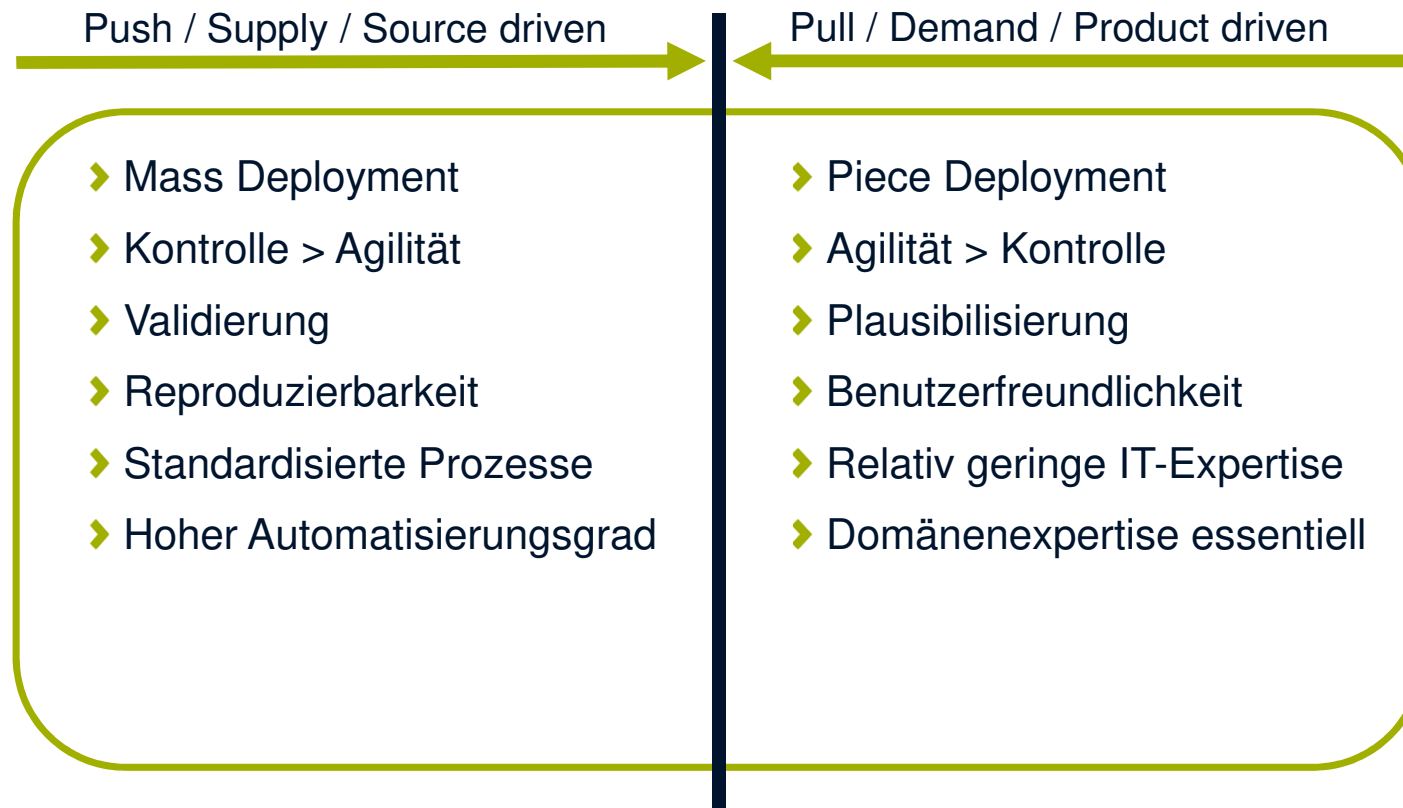 Push / Supply / Source driven
Mass Deployment
Kontrolle > Agilität
Validierung
Reproduzierbarkeit
Standardisierte Prozesse
Hoher Automatisierungsgrad
Pull / Demand / Product driven
Piece Deployment
Agilität > Kontrolle
Plausibilisierung
Benutzerfreundlichkeit
Relativ geringe IT-Expertise
Domänenexpertise essentiell